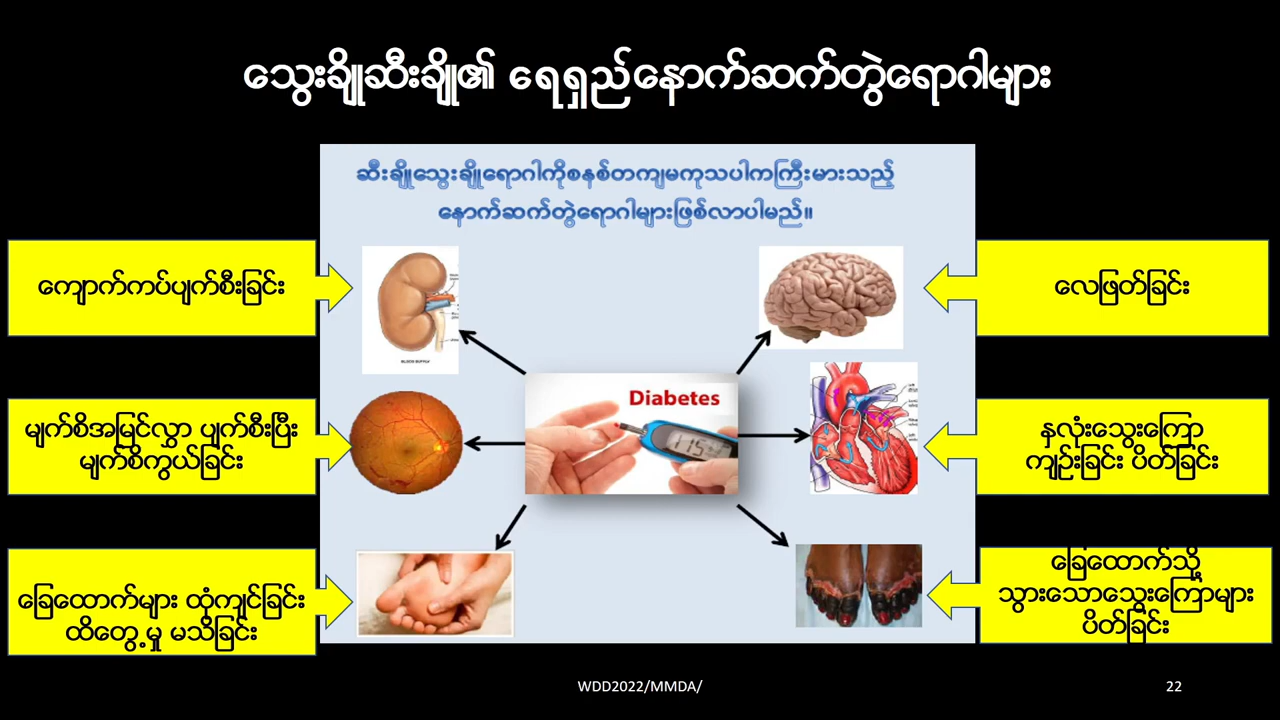 သွေးချိုဆီးချို၏ ရေရှည်နောက်ဆက်တွဲရောဂါများ
ဆီးချိုသွေးချိုရောဂါကိုစနစ်တကျမကုသပါကကြီးမားသည့်
နောက်ဆက်တွဲရောဂါများဖြစ်လာပါမည်။
ကျောက်ကပ်ပျက်စီးခြင်း
လေဖြတ်ခြင်း
Diabetes
115
မျက်စိအမြင်လွှာ ပျက်စီးပြီး
မျက်စိကွယ်ခြင်း
နှလုံးသွေးကြော
ကျဉ်းခြင်း ပိတ်ခြင်း
ခြေထောက်များ ထုံကျင်ခြင်း
ထိတွေ့မှု မသိခြင်း
ခြေထောက်သို့
သွားသောသွေးကြောများ
ပိတ်ခြင်း
WDD2022/MMDA/
22